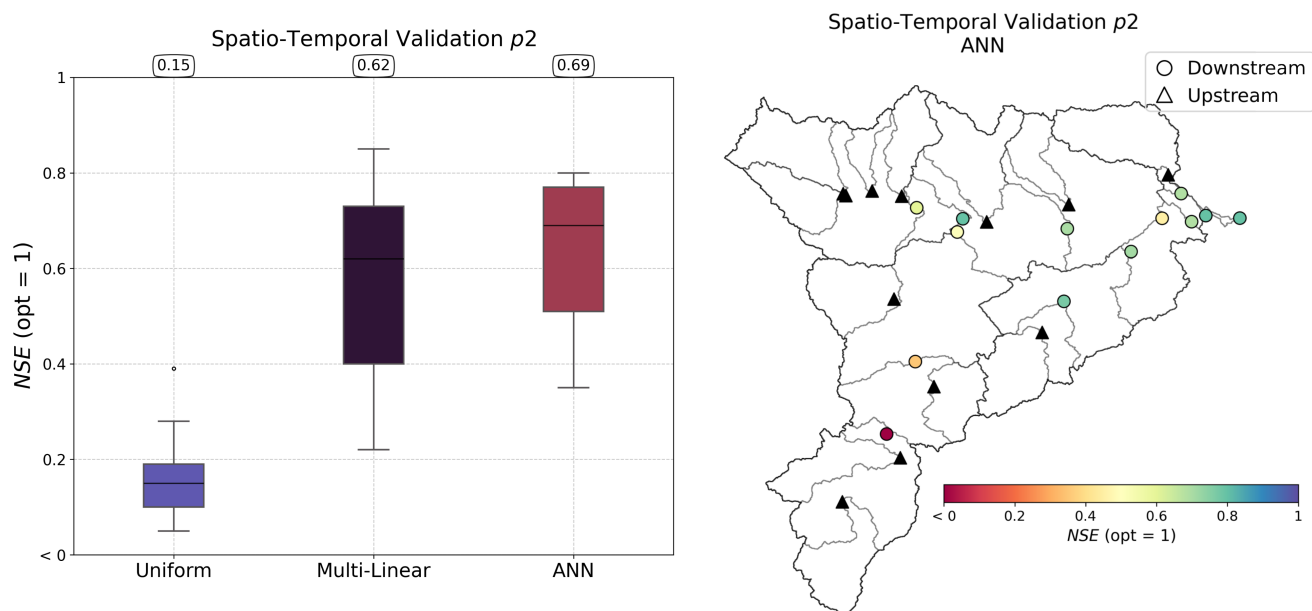 Spatio-Temporal Validation p2
0.15
0.62
0.69
1
0.8
0.6
0.4
0.2
< 0
NSE (opt = 1)
Uniform
Multi-Linear
ANN
Spatio-Temporal Validation p2
ANN
Downstream
Upstream
< 0
0.2
0.4
0.6
0.8
1
NSE (opt = 1)